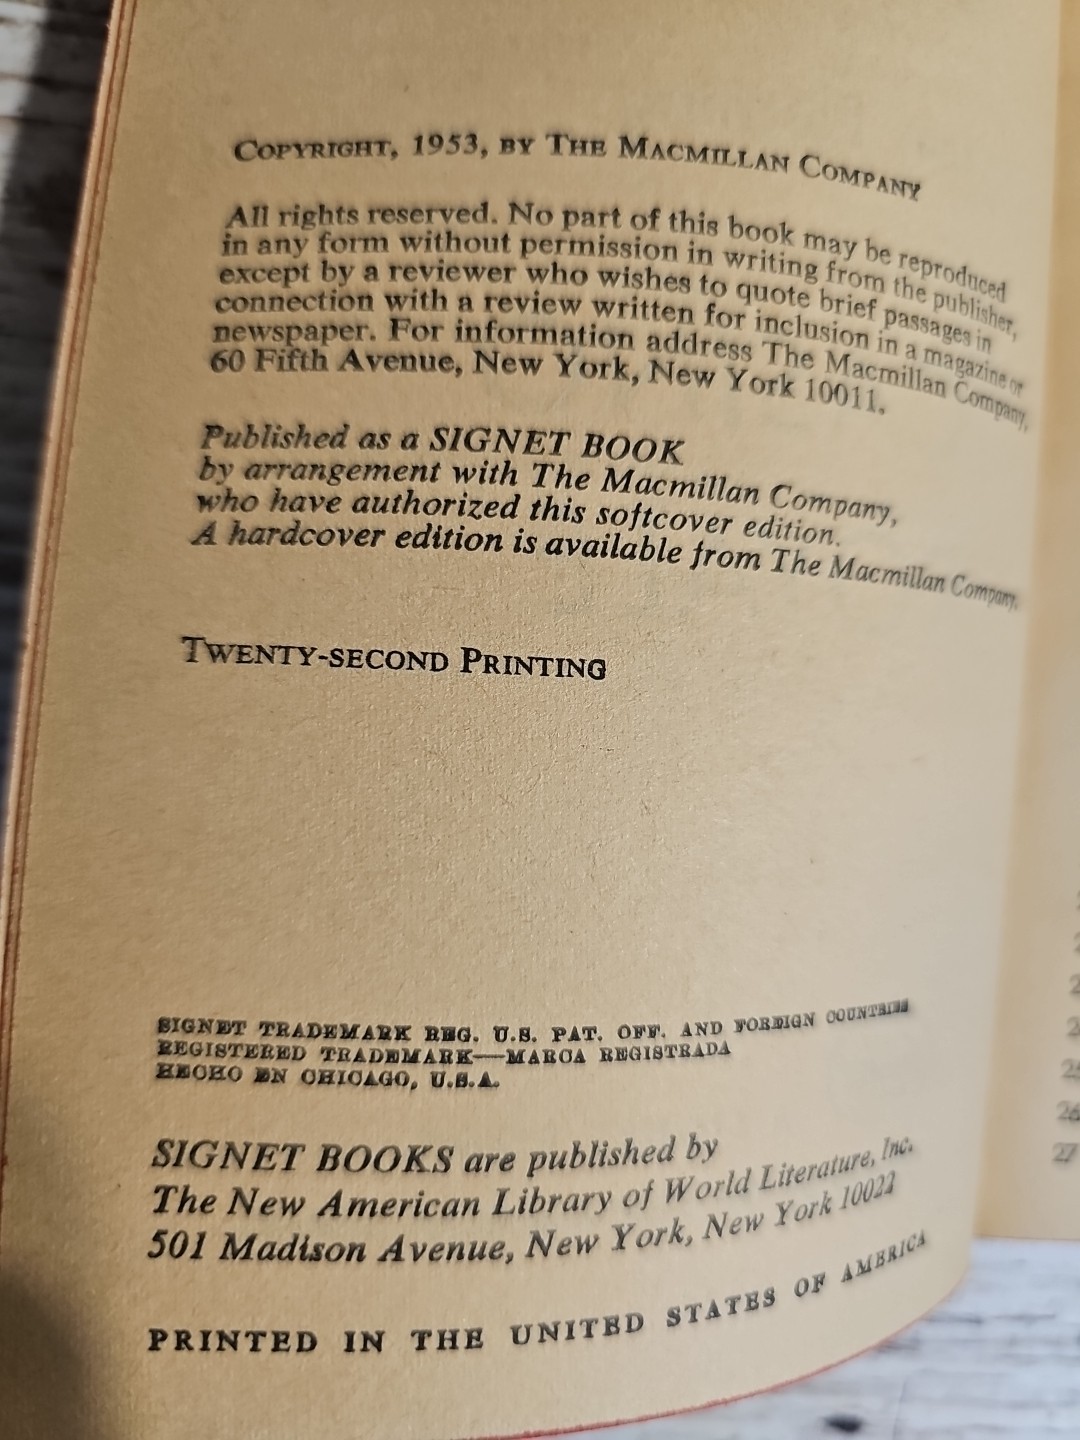 COPYRIGHT, 1953, BY THE MACMILLAN COMPANY
All rights reserved. No part of this book may be reproduced
in any form without permission in writing from the publisher,
except by a reviewer who wishes to quote brief passages in
connection with a review written for inclusion in a magazine or
newspaper. For information address The Macmillan Company,
60 Fifth Avenue, New York, New York 10011.
Published as a SIGNET BOOK
by arrangement with The Macmillan Company,
who have authorized this softcover edition.
A hardcover edition is available from The Macmillan Company.
TWENTY-SECOND PRINTING
SIGNET TRADEMARK REG. U.S. PAT. OFF. AND FOREIGN COUNTRIES
REGISTERED TRADEMARK—MARCA REGISTRADA
HECHO EN CHICAGO, U.S.A.
SIGNET BOOKS are published by
The New American Library of World Literature, Inc.
501 Madison Avenue, New York, New York 10022
PRINTED IN THE UNITED STATES OF AMERICA
25
26
27